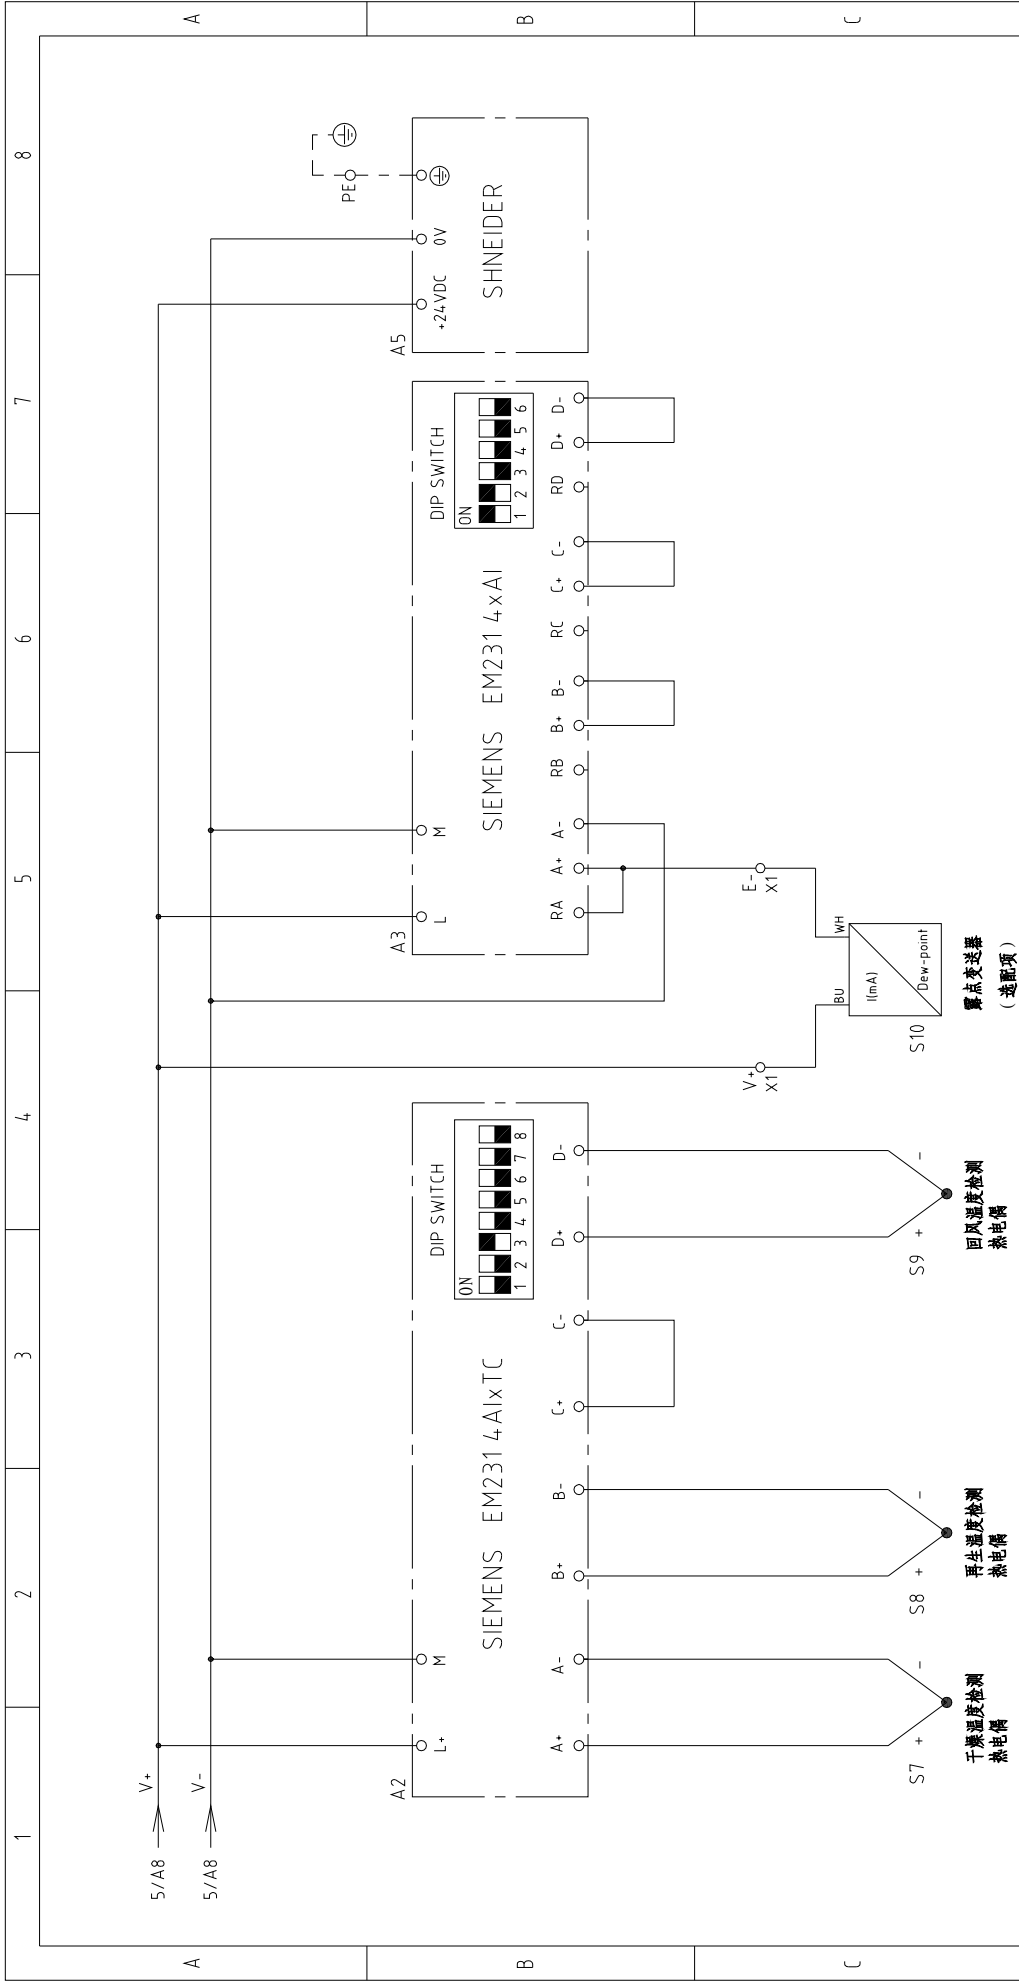 1 2 3 4 5 6 7 8
A
5/A8 V+
5/A8 V-
PE
A2
L+ M
SIEMENS EM231 4AIxTC
DIP SWITCH
ON
1 2 3 4 5 6 7 8
A+ A- B+ B- C+ C- D+ D-
A3
L M
SIEMENS EM231 4xAI
DIP SWITCH
ON
1 2 3 4 5 6
RA A+ A- RB B+ B- RC C+ C- RD D+ D-
A5
+24VDC 0V
SHNEIDER
B
V+
X1
E-
X1
BU WH
I(mA)
Dew-point
S10
露点变送器
(选配项)
S7 + -
干燥温度检测
热电偶
S8 + -
再生温度检测
热电偶
S9 + -
回风温度检测
热电偶
C
A
B
C